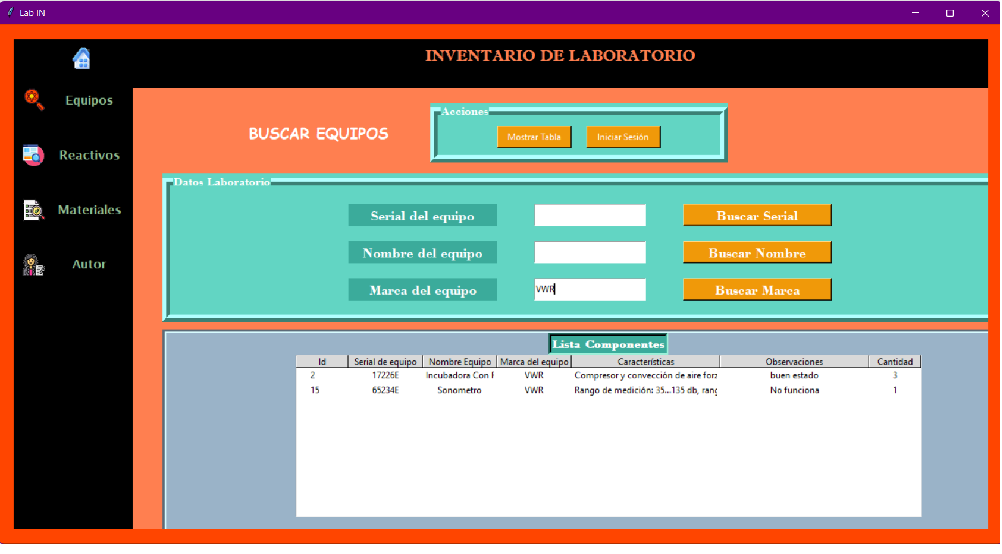 Lab IN
INVENTARIO DE LABORATORIO
Equipos
Reactivos
Materiales
Autor
BUSCAR EQUIPOS
Acciones
Mostrar Tabla
Iniciar Sesión
Datos Laboratorio
Serial del equipo
Buscar Serial
Nombre del equipo
Buscar Nombre
Marca del equipo
VWR
Buscar Marca
Lista Componentes
Id Serial de equipo Nombre Equipo Marca del equipo Características Observaciones Cantidad
2 17226E Incubadora Con VWR Compresor y convección de aire forz buen estado 3
15 65234E Sonometro VWR Rango de medición: 35...135 db, rang No funciona 1